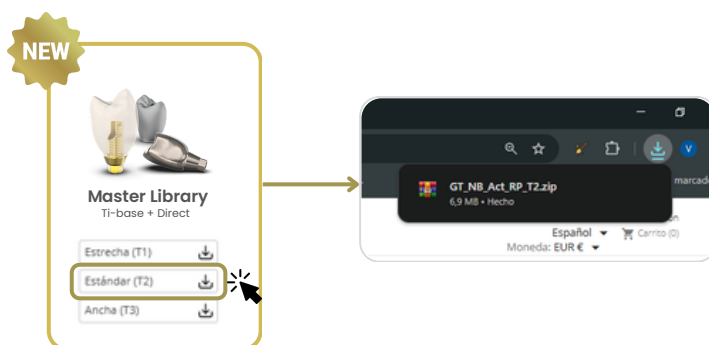 NEW
Master Library
Ti-base + Direct
Estrecha (T1)
Estándar (T2)
Ancha (T3)
V
GT_NB_Act_RP_T2.zip
6,9 MB • Hecho
marcad
Español
Carrito (0)
Moneda: EUR €